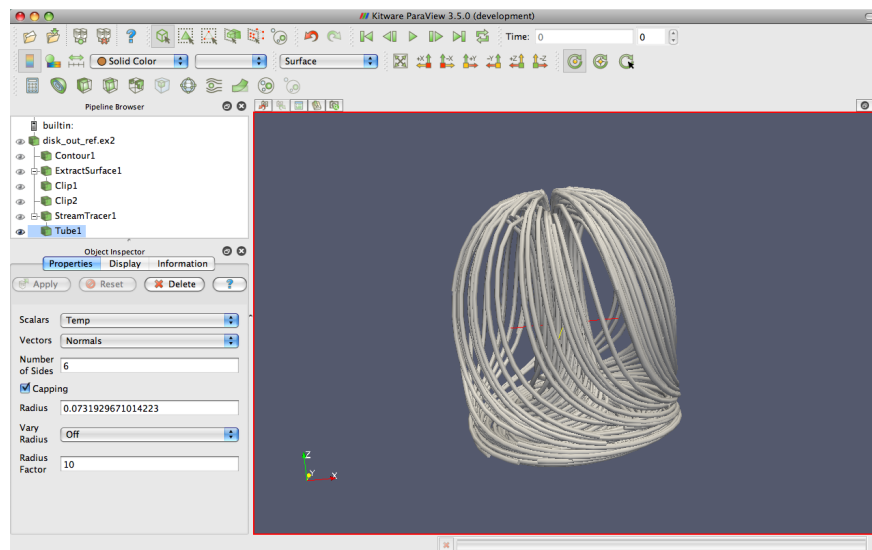 Kitware ParaView 3.5.0 (development)
Time: 0 0
Solid Color Surface +X -X +Y -Y +Z -Z
Pipeline Browser
builtin:
disk_out_ref.ex2
Contour1
ExtractSurface1
Clip1
Clip2
StreamTracer1
Tube1
Object Inspector
Properties Display Information
Apply Reset Delete ?
Scalars Temp
Vectors Normals
Number
of Sides 6
Capping
Radius 0.0731929671014223
Vary
Radius Off
Radius
Factor 10
Z
Y X